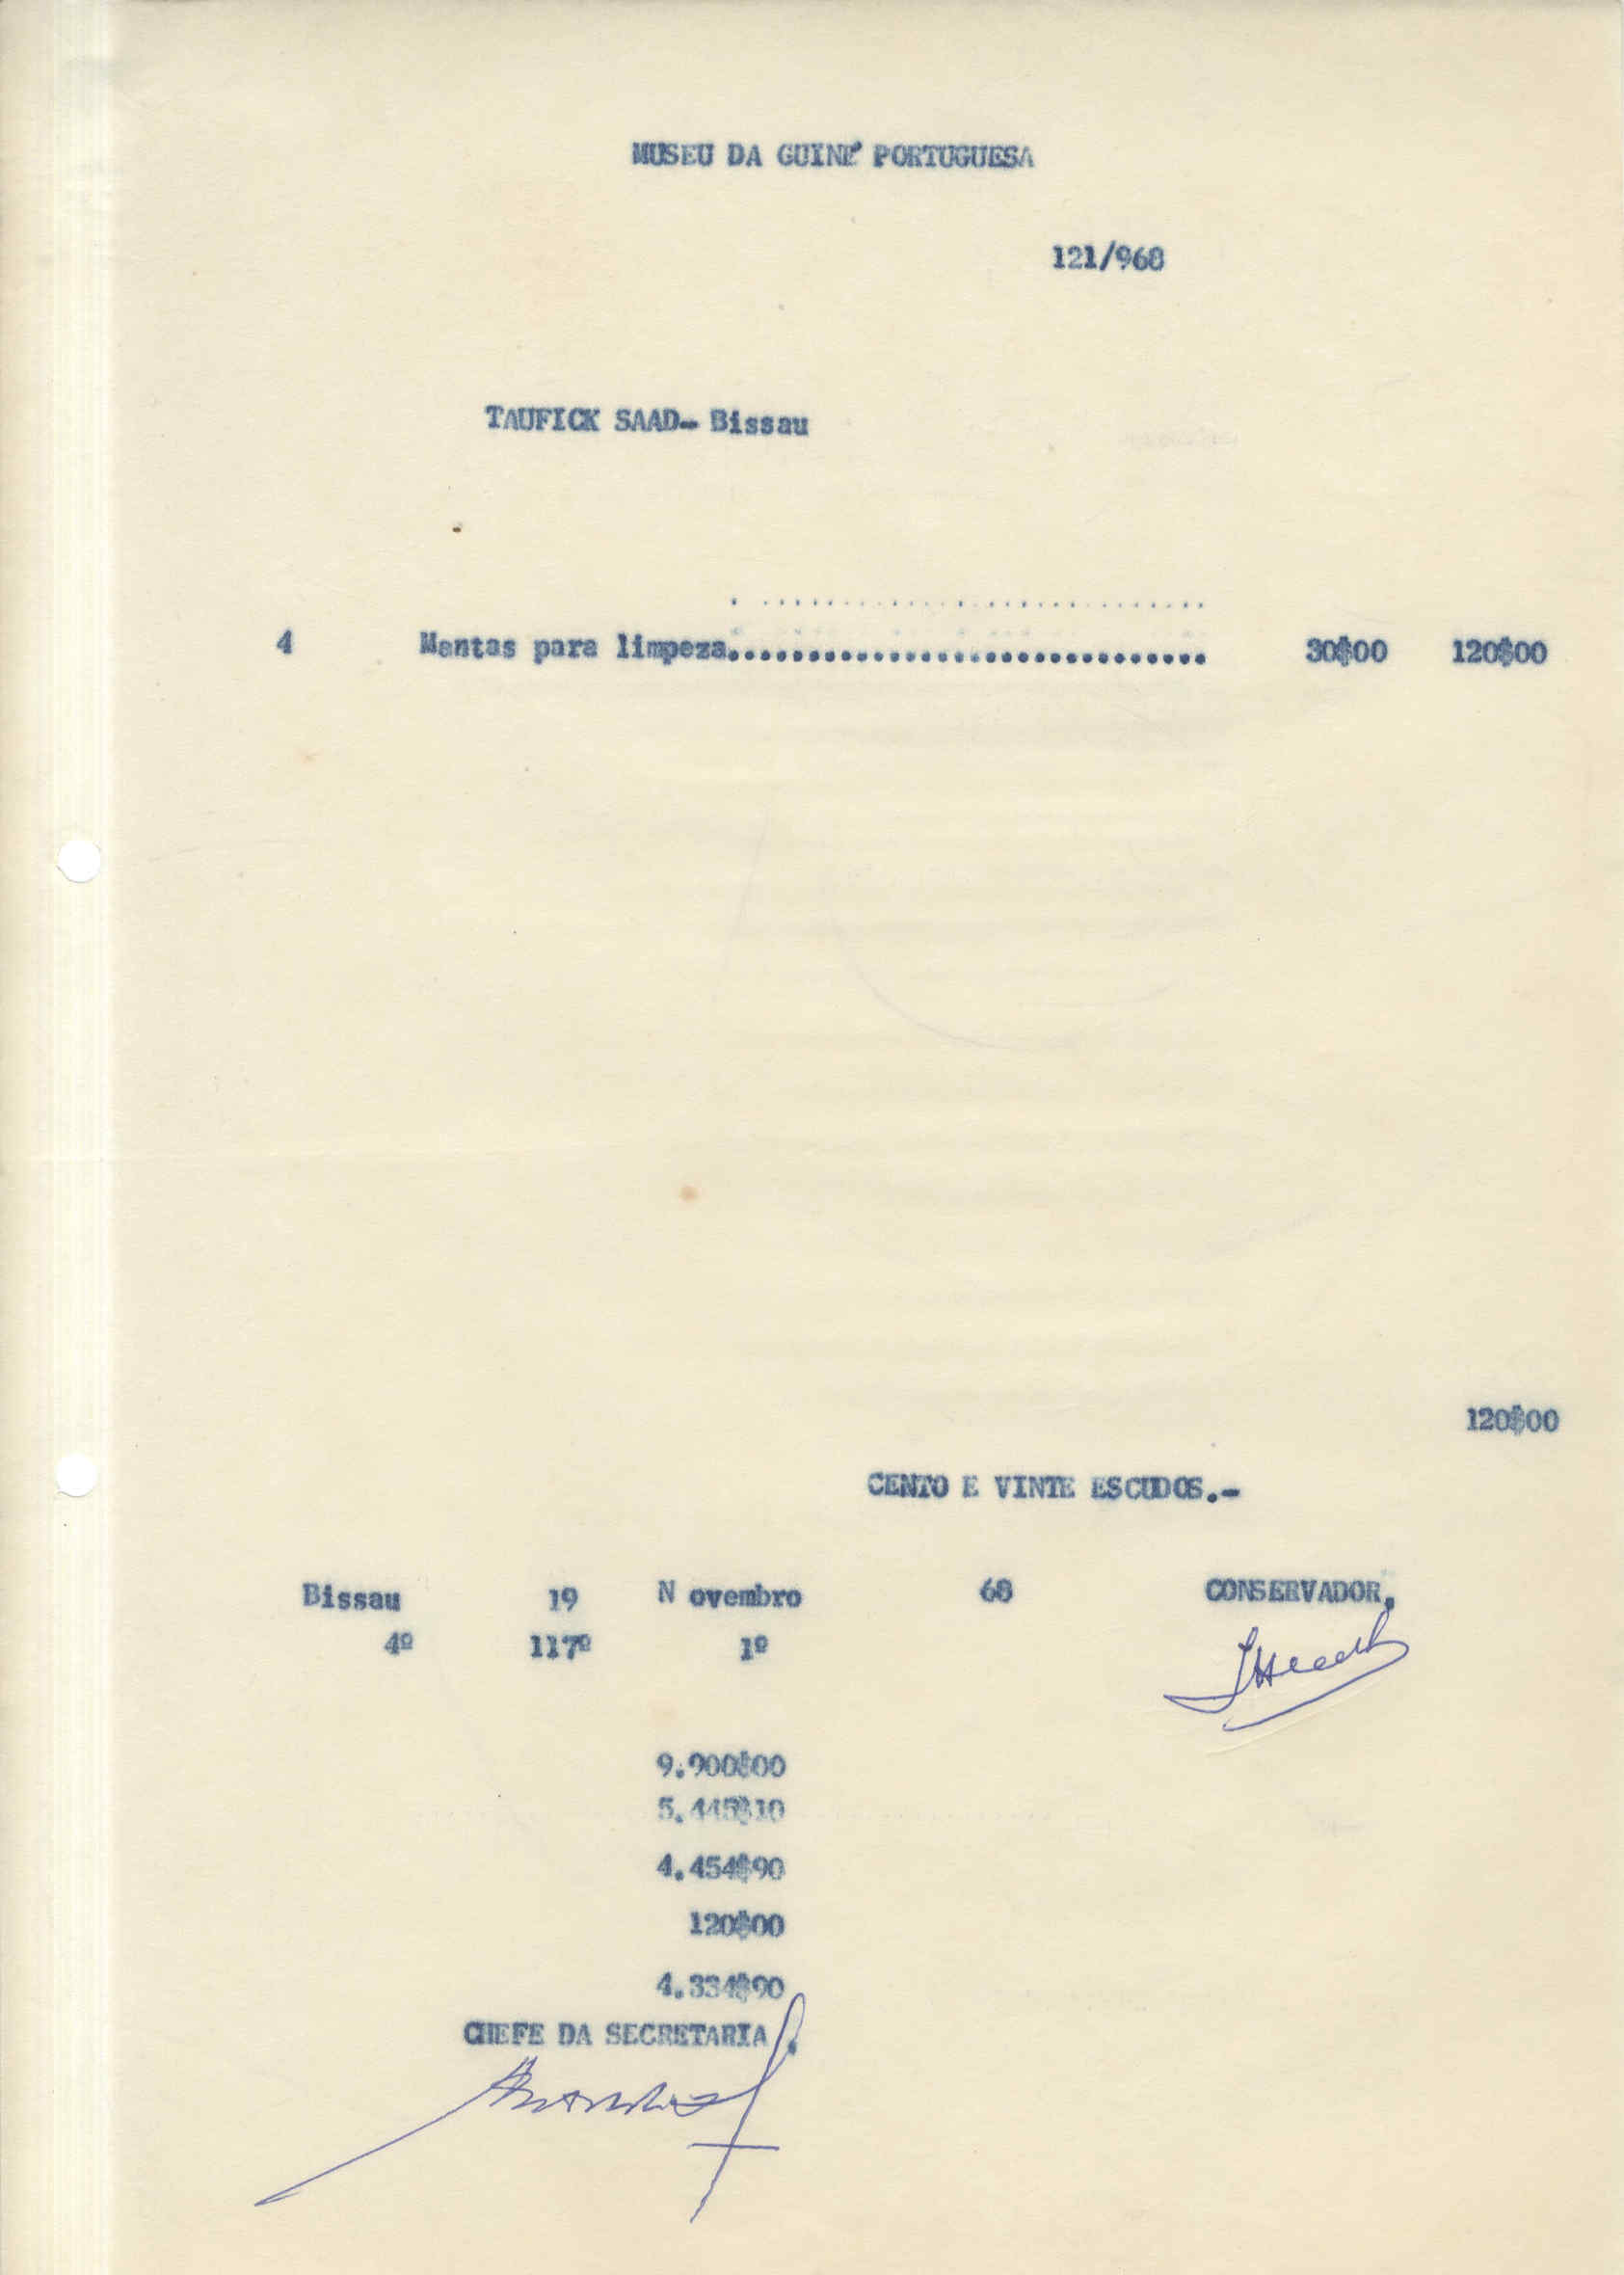 MUSEU DA GUINÉ PORTUGUESA
121/968
TAUFICK SAAD- Bissau
4 Mantas para limpeza.............................. 30$00 120$00
120$00
CENTO E VINTE ESCUDOS.-
Bissau 19 N ovembro 68 CONSERVADOR.
4º 117º 1º
9.900$00
5.445$10
4.454$90
120$00
4.334$90
CHEFE DA SECRETARIA.